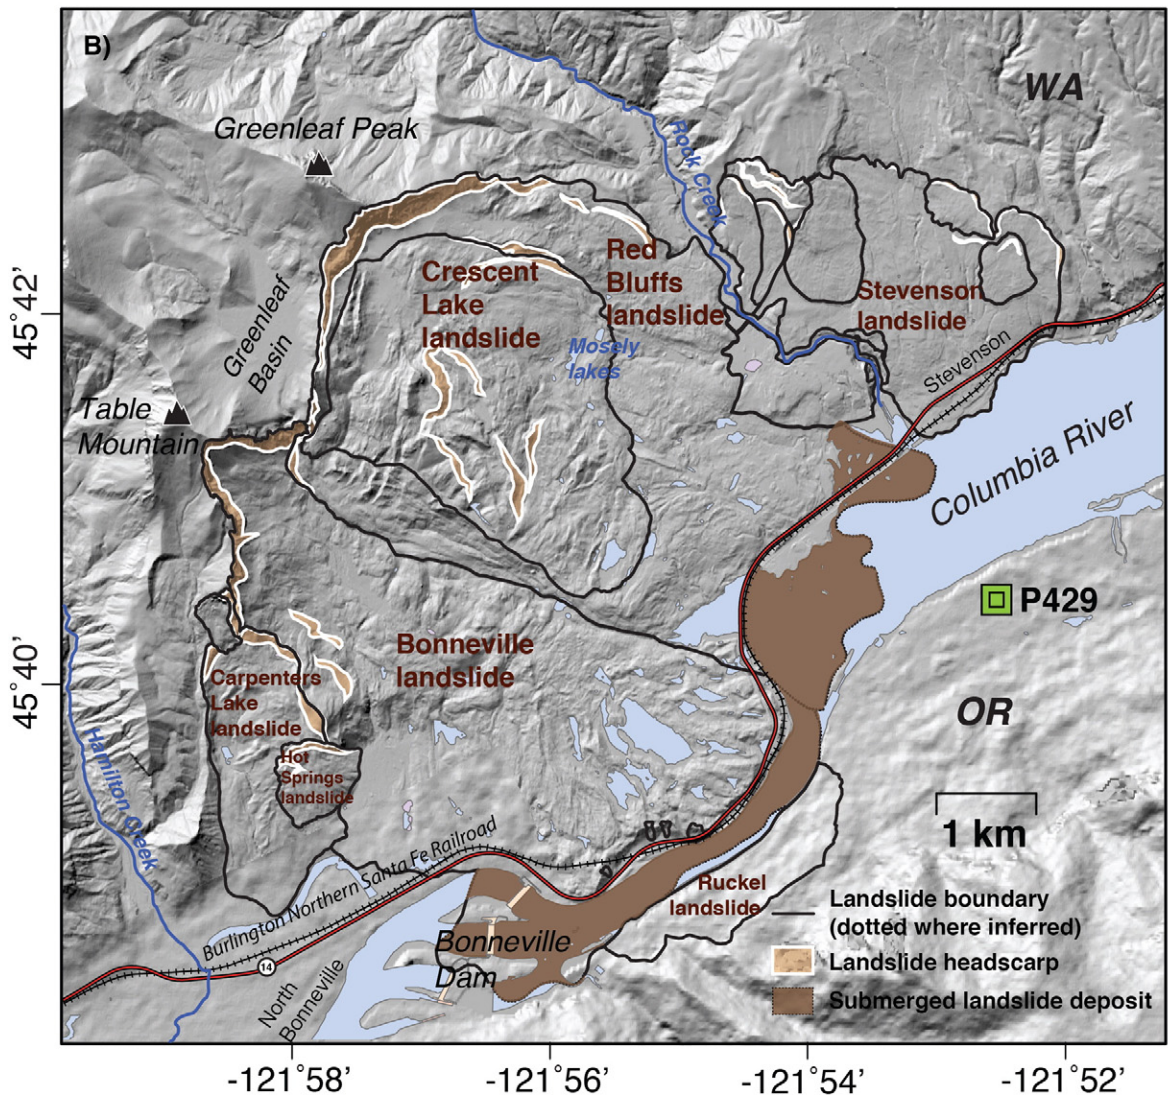 B)
WA
Greenleaf Peak
Rock Creek
Red
Bluffs
landslide
Crescent
Lake
landslide
Stevenson
landslide
Greenleaf
Basin
Mosely
lakes
Stevenson
Table
Mountain
Columbia River
P429
Bonneville
landslide
Carpenters
Lake
landslide
OR
Hot
Springs
landslide
Hamilton Creek
1 km
Burlington Northern Santa Fe Railroad
Ruckel
landslide
Landslide boundary
(dotted where inferred)
Bonneville
Dam
Landslide headscarp
14
North
Bonneville
Submerged landslide deposit
45°42'
45°40'
-121°58'
-121°56'
-121°54'
-121°52'